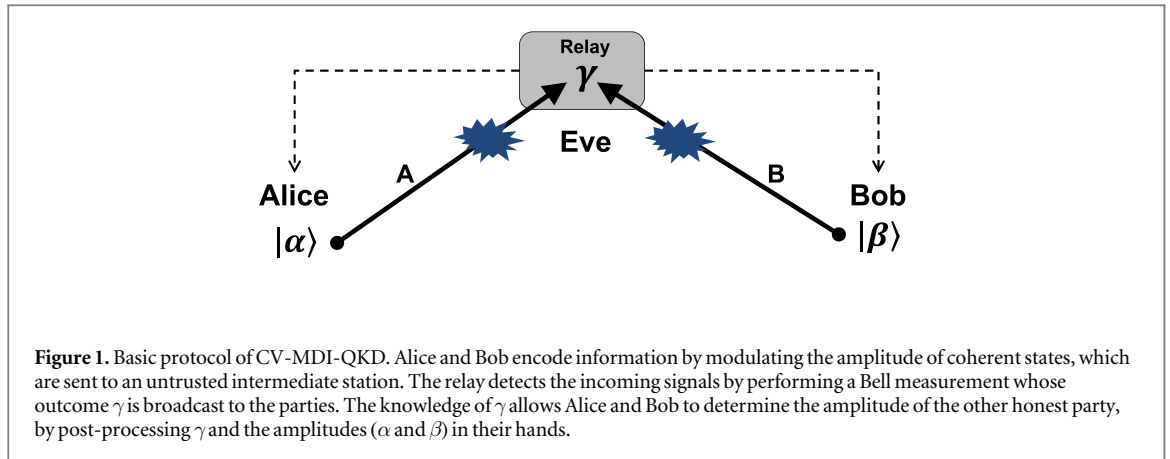 Relay
γ
Eve
A
B
Alice
Bob
|α⟩
|β⟩
Figure 1. Basic protocol of CV-MDI-QKD. Alice and Bob encode information by modulating the amplitude of coherent states, which
are sent to an untrusted intermediate station. The relay detects the incoming signals by performing a Bell measurement whose
outcome γ is broadcast to the parties. The knowledge of γ allows Alice and Bob to determine the amplitude of the other honest party,
by post-processing γ and the amplitudes (α and β) in their hands.